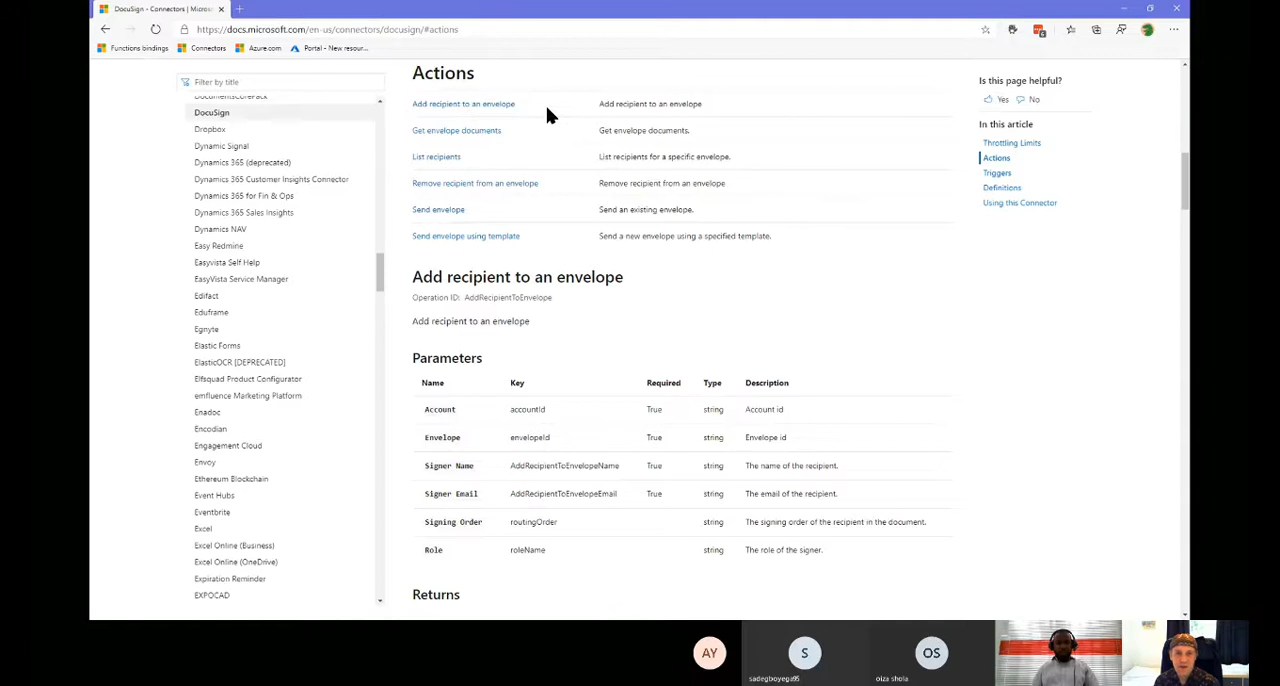 DocuSign - Connectors | Microsof
https://docs.microsoft.com/en-us/connectors/docusign/#actions
Functions bindings
Connectors
Azure.com
Portal - New resour...
Filter by title
DocumentsCorePack
DocuSign
Dropbox
Dynamic Signal
Dynamics 365 (deprecated)
Dynamics 365 Customer Insights Connector
Dynamics 365 for Fin & Ops
Dynamics 365 Sales Insights
Dynamics NAV
Easy Redmine
Easyvista Self Help
EasyVista Service Manager
Edifact
Eduframe
Egnyte
Elastic Forms
ElasticOCR [DEPRECATED]
Elfsquad Product Configurator
emfluence Marketing Platform
Enadoc
Encodian
Engagement Cloud
Envoy
Ethereum Blockchain
Event Hubs
Eventbrite
Excel
Excel Online (Business)
Excel Online (OneDrive)
Expiration Reminder
EXPOCAD
Actions
Add recipient to an envelope Add recipient to an envelope
Get envelope documents Get envelope documents.
List recipients List recipients for a specific envelope.
Remove recipient from an envelope Remove recipient from an envelope
Send envelope Send an existing envelope.
Send envelope using template Send a new envelope using a specified template.
Add recipient to an envelope
Operation ID: AddRecipientToEnvelope
Add recipient to an envelope
Parameters
Name Key Required Type Description
Account accountId True string Account id
Envelope envelopeId True string Envelope id
Signer Name AddRecipientToEnvelopeName True string The name of the recipient.
Signer Email AddRecipientToEnvelopeEmail True string The email of the recipient.
Signing Order routingOrder string The signing order of the recipient in the document.
Role roleName string The role of the signer.
Returns
Is this page helpful?
Yes No
In this article
Throttling Limits
Actions
Triggers
Definitions
Using this Connector
AY
S
sadegboyega95
OS
oiza shola